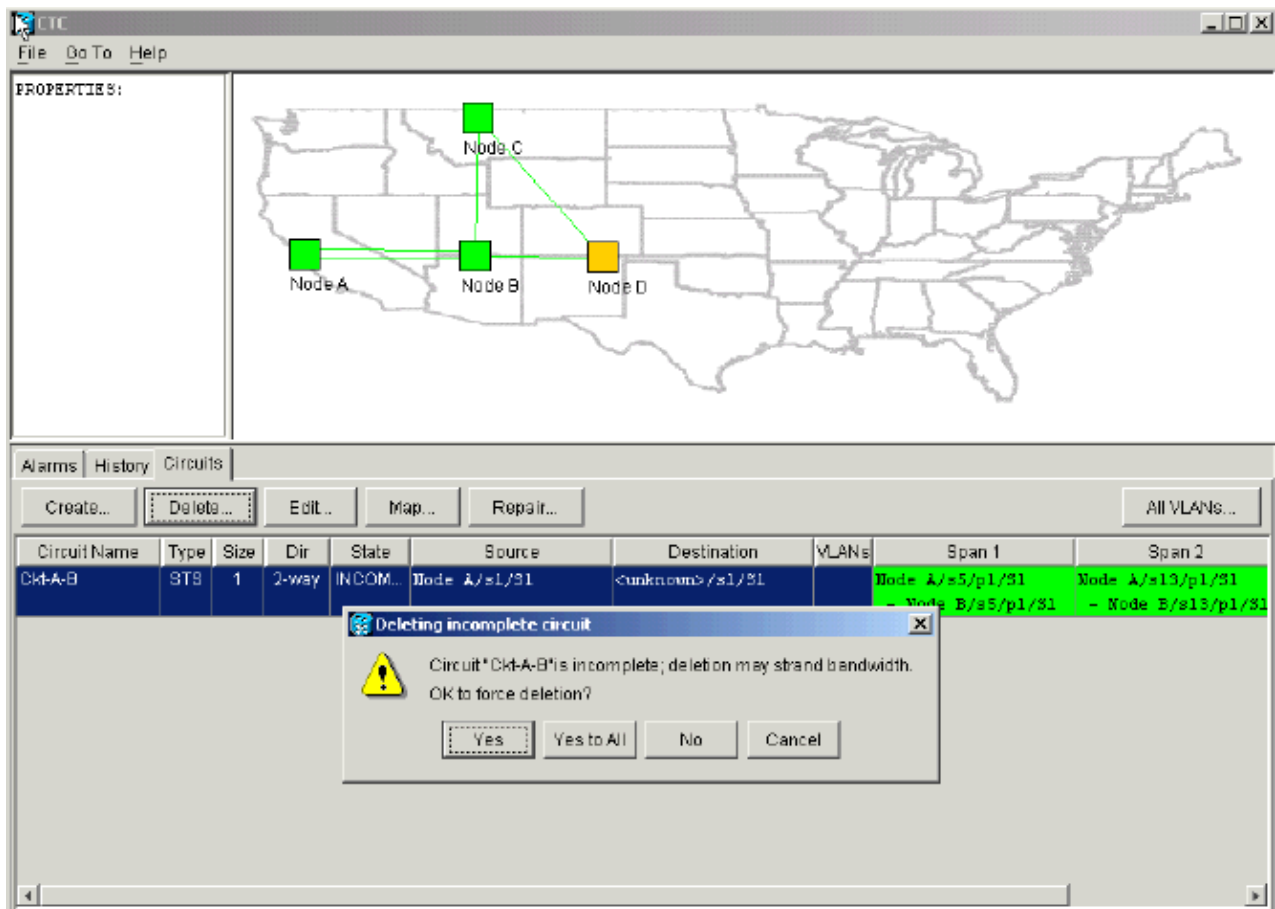 CTC
File Go To Help
PROPERTIES:
Node C
Node A
Node B
Node D
Alarms History Circuits
Create... Delete... Edit... Map... Repair... All VLANs...
Circuit Name Type Size Dir State Source Destination VLANs Span 1 Span 2
Ckt-A-B STS 1 2-way INCOM... Node A/s1/S1 <unknown>/s1/S1 Node A/s5/p1/S1 Node A/s13/p1/S1
- Node B/s5/p1/S1 - Node B/s13/p1/S1
Deleting incomplete circuit
Circuit "Ckt-A-B" is incomplete; deletion may strand bandwidth.
OK to force deletion?
Yes Yes to All No Cancel